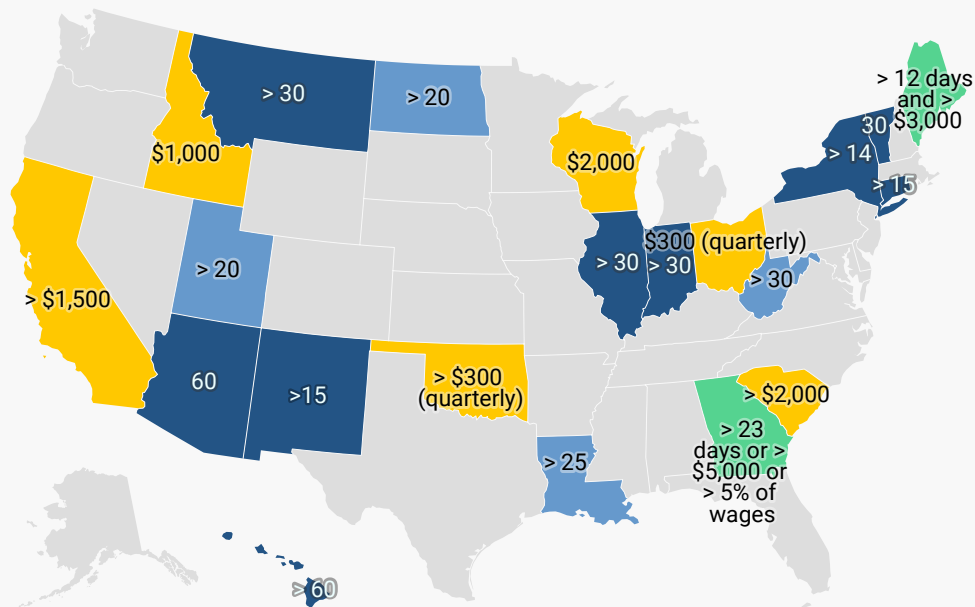 > 12 days
and >
$3,000
> 30
> 20
30
> 14
$1,000
$2,000
> 15
$300 (quarterly)
> 30
> 30
> 20
> 30
> $1,500
60
>15
> $300
(quarterly)
> $2,000
> 23
days or >
$5,000 or
> 5% of
wages
> 25
> 60